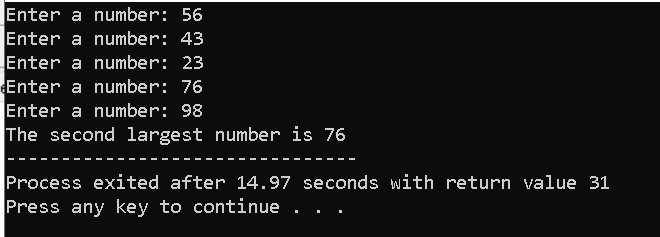 Enter a number: 56
Enter a number: 43
Enter a number: 23
Enter a number: 76
Enter a number: 98
The second largest number is 76
--------------------------------
Process exited after 14.97 seconds with return value 31
Press any key to continue . . .